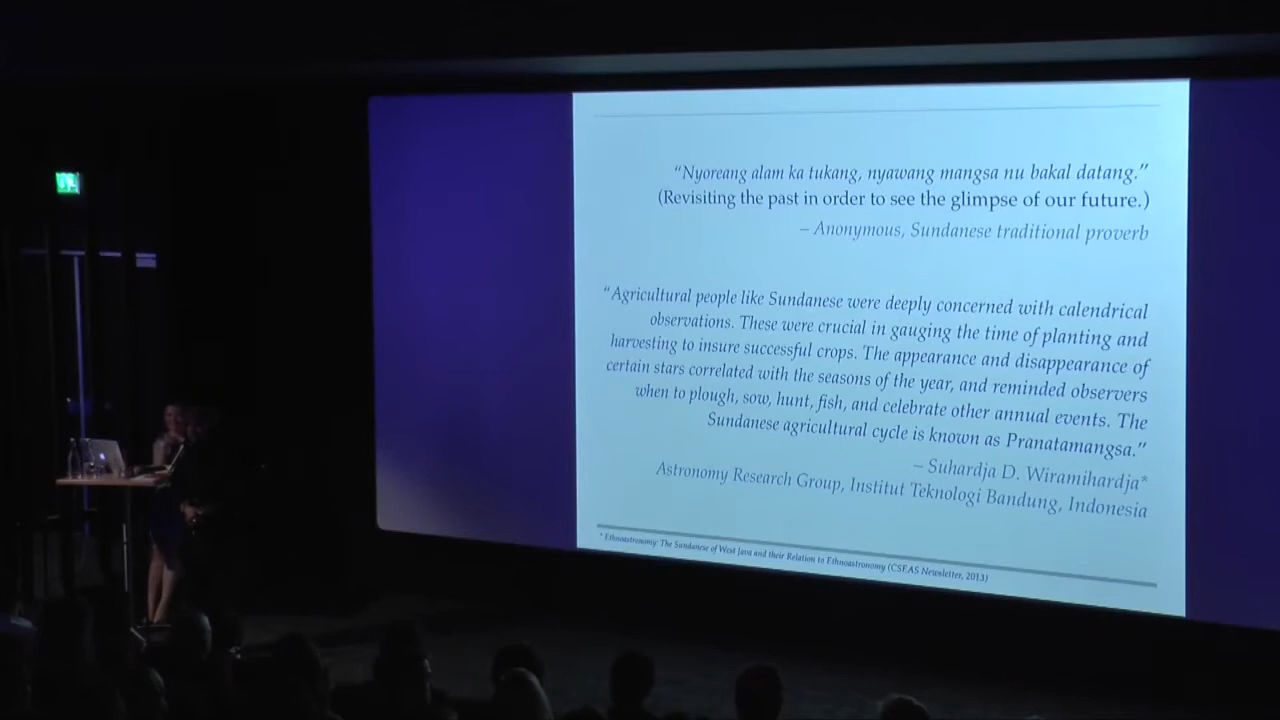 “Nyoreang alam ka tukang, nyawang mangsa nu bakal datang.”
(Revisiting the past in order to see the glimpse of our future.)
– Anonymous, Sundanese traditional proverb
“Agricultural people like Sundanese were deeply concerned with calendrical
observations. These were crucial in gauging the time of planting and
harvesting to insure successful crops. The appearance and disappearance of
certain stars correlated with the seasons of the year, and reminded observers
when to plough, sow, hunt, fish, and celebrate other annual events. The
Sundanese agricultural cycle is known as Pranatamangsa.”
– Suhardja D. Wiramihardja*
Astronomy Research Group, Institut Teknologi Bandung, Indonesia
* Ethnoastronomy: The Sundanese of West Java and their Relation to Ethnoastronomy (CSEAS Newsletter, 2013)